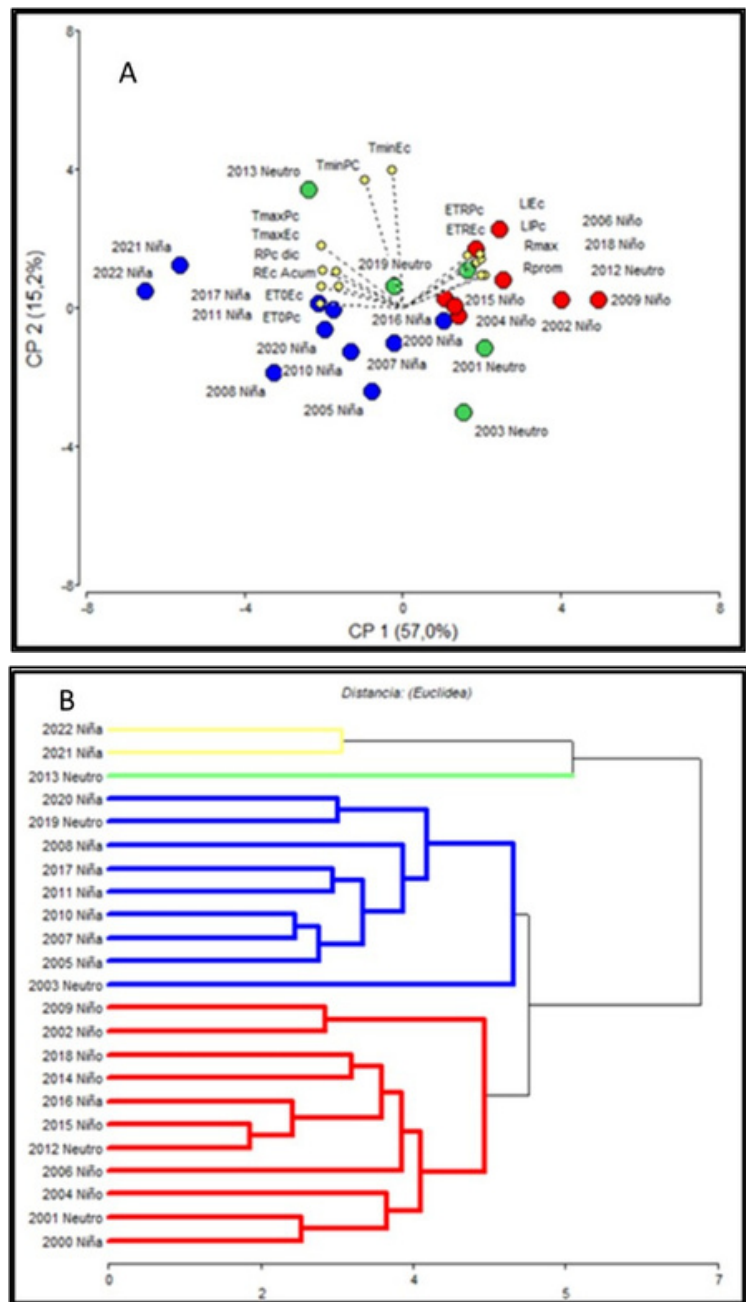 A
8
4
0
-4
-8
CP 2 (15,2%)
TminEc
TminPC
2013 Neutro
TmaxPc
TmaxEc
RPc dic
REc Acum
2021 Niña
2022 Niña
2017 Niña
2011 Niña
ET0Ec
ET0Pc
2020 Niña
2010 Niña
2008 Niña
2005 Niña
2007 Niña
2000 Niña
2016 Niña
2019 Neutro
ETRPc
ETREc
LIEc
LIPc
Rmax
Rprom
2006 Niño
2018 Niño
2012 Neutro
2009 Niño
2002 Niño
2015 Niño
2004 Niño
2001 Neutro
2003 Neutro
-8
-4
0
4
8
CP 1 (57,0%)
B
Distancia: (Euclidea)
2022 Niña
2021 Niña
2013 Neutro
2020 Niña
2019 Neutro
2008 Niña
2017 Niña
2011 Niña
2010 Niña
2007 Niña
2005 Niña
2003 Neutro
2009 Niño
2002 Niño
2018 Niño
2014 Niño
2016 Niña
2015 Niño
2012 Neutro
2006 Niño
2004 Niño
2001 Neutro
2000 Niña
0
2
4
5
7